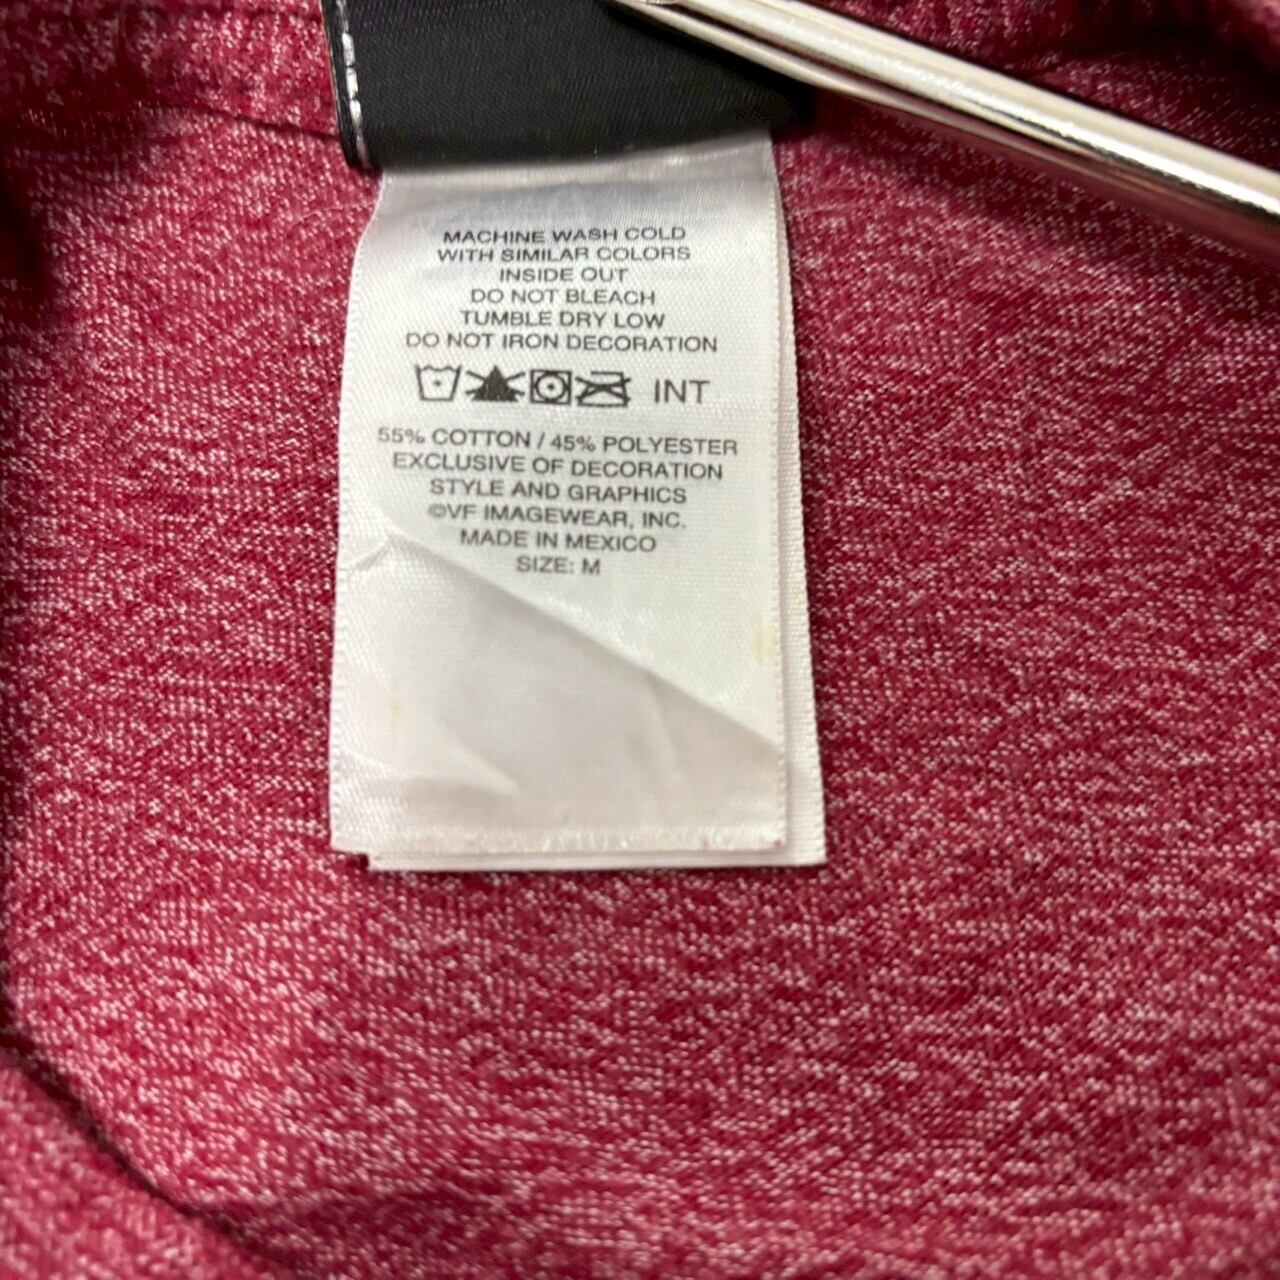 MACHINE WASH COLD
WITH SIMILAR COLORS
INSIDE OUT
DO NOT BLEACH
TUMBLE DRY LOW
DO NOT IRON DECORATION
INT
55% COTTON / 45% POLYESTER
EXCLUSIVE OF DECORATION
STYLE AND GRAPHICS
©VF IMAGEWEAR, INC.
MADE IN MEXICO
SIZE: M